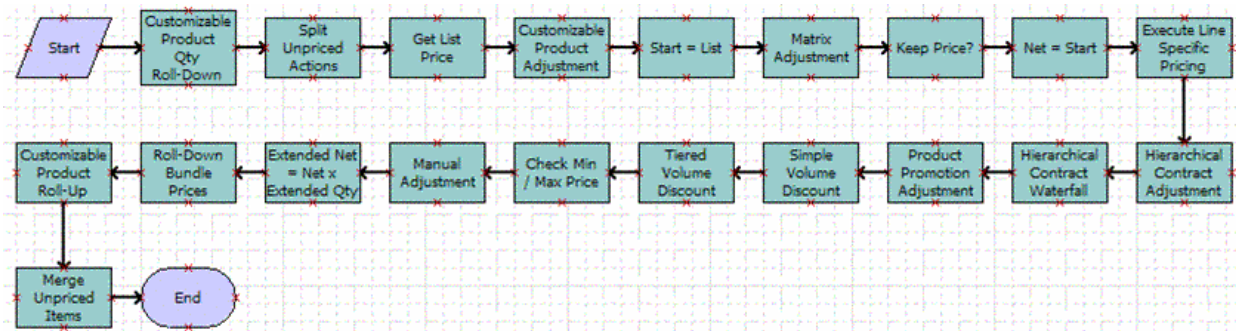 Start
Customizable
Product
Qty
Roll-Down
Split
Unpriced
Actions
Get List
Price
Customizable
Product
Adjustment
Start = List
Matrix
Adjustment
Keep Price?
Net = Start
Execute Line
Specific
Pricing
Customizable
Product
Roll-Up
Roll-Down
Bundle
Prices
Extended Net
= Net x
Extended Qty
Manual
Adjustment
Check Min
/ Max Price
Tiered
Volume
Discount
Simple
Volume
Discount
Product
Promotion
Adjustment
Hierarchical
Contract
Waterfall
Hierarchical
Contract
Adjustment
Merge
Unpriced
Items
End